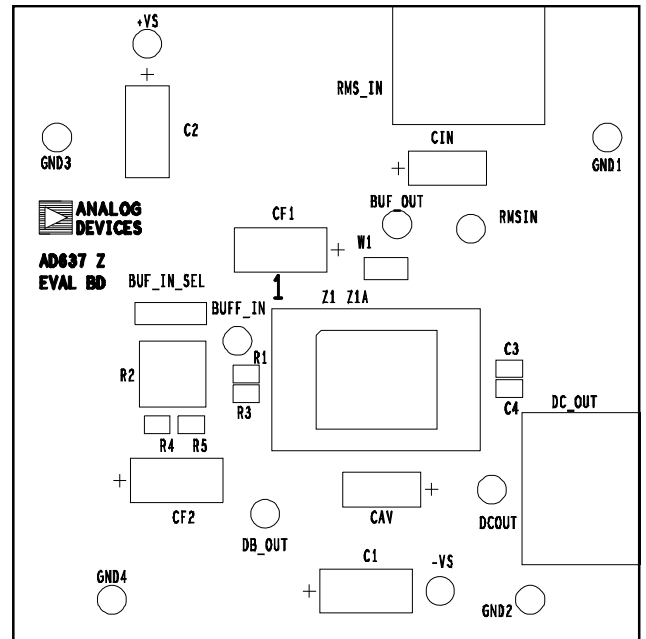 +VS
+
RMS_IN
C2
CIN
GND3
+
GND1
BUF_OUT
RMSIN
ANALOG
DEVICES
CF1
+
W1
AD637 Z
EVAL BD
BUF_IN_SEL
1
Z1 Z1A
BUFF_IN
R1
C3
R2
R3
C4
DC_OUT
R4 R5
+
CF2
+
CAV
DCOUT
DB_OUT
C1
-VS
GND4
+
GND2